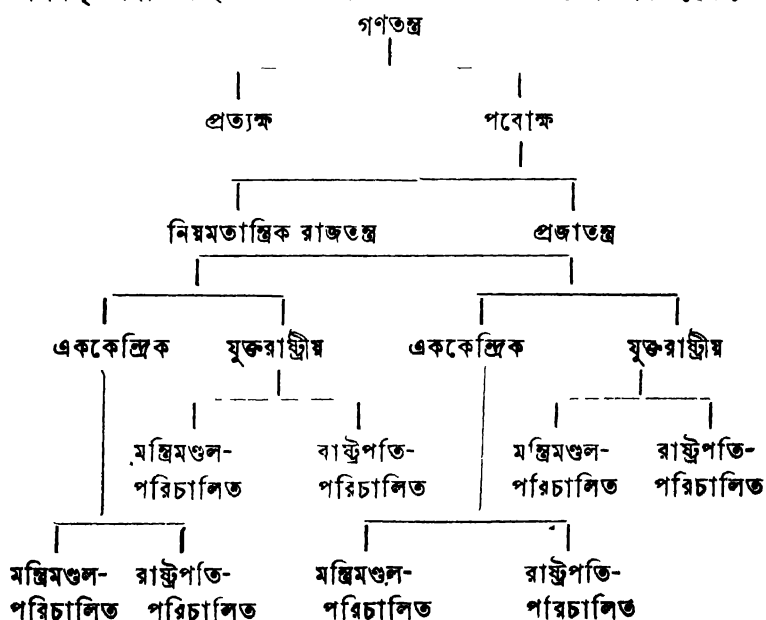 গণতন্ত্র
প্রত্যক্ষ পবোক্ষ
নিয়মতান্ত্রিক রাজতন্ত্র প্রজাতন্ত্র
এককেন্দ্রিক যুক্তরাষ্ট্রীয় এককেন্দ্রিক যুক্তরাষ্ট্রীয়
মন্ত্রিমণ্ডল- বাষ্ট্রপতি- মন্ত্রিমণ্ডল- রাষ্ট্রপতি-
পরিচালিত পরিচালিত পরিচালিত পরিচালিত
মন্ত্রিমণ্ডল- রাষ্ট্রপতি- মন্ত্রিমণ্ডল- রাষ্ট্রপতি-
পরিচালিত পরিচালিত পরিচালিত পরিচালিত